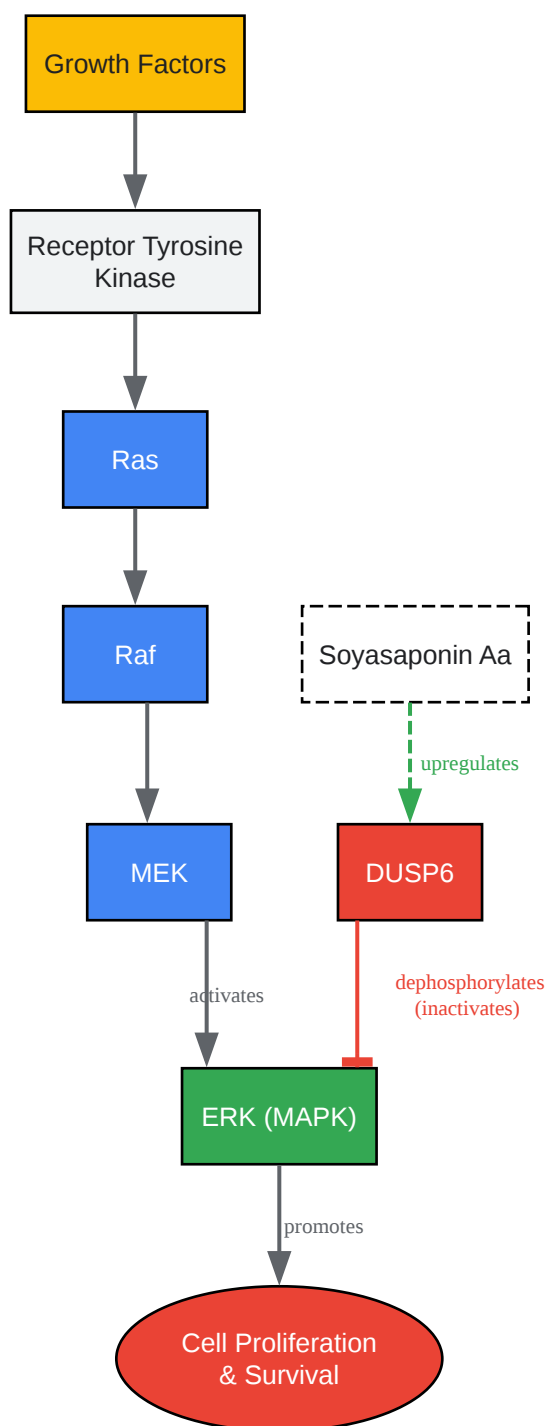 Growth Factors
Receptor Tyrosine
Kinase
Ras
Raf
Soyasaponin Aa
upregulates
MEK
DUSP6
activates
dephosphorylates
(inactivates)
ERK (MAPK)
promotes
Cell Proliferation
& Survival